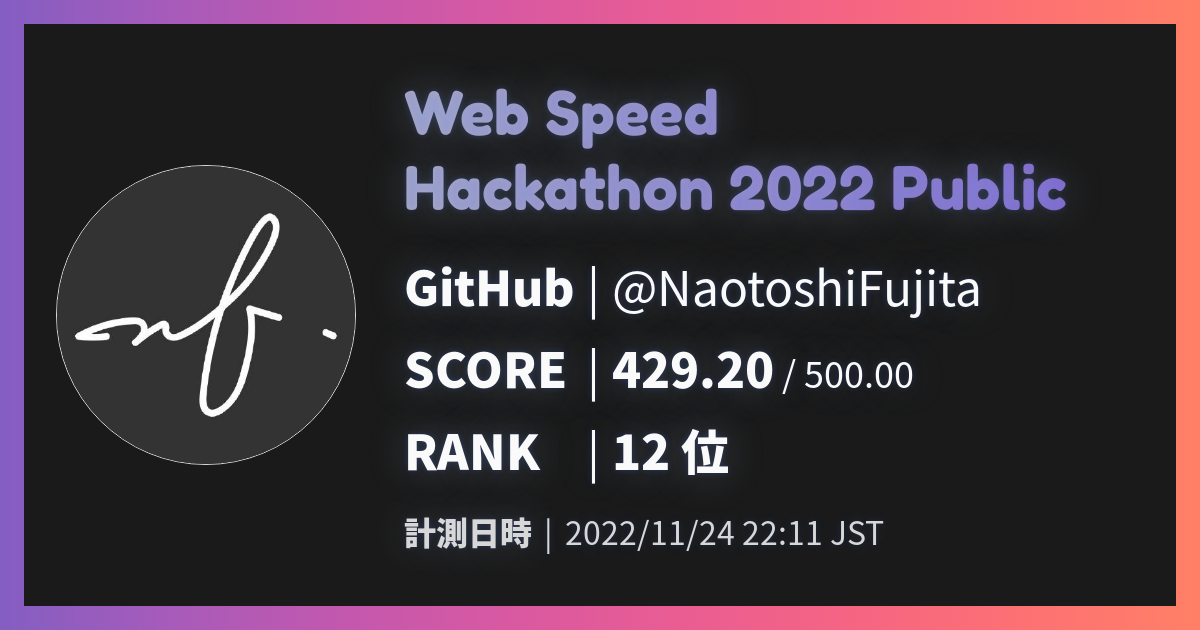 Web Speed
Hackathon 2022 Public
nf.
GitHub | @NaotoshiFujita
SCORE | 429.20 / 500.00
RANK | 12 位
計測日時 | 2022/11/24 22:11 JST